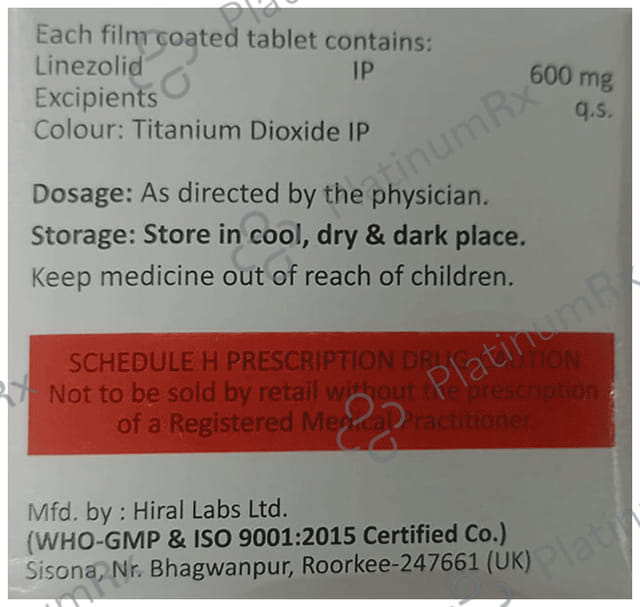 Each film coated tablet contains:
Linezolid IP 600 mg
Excipients q.s.
Colour: Titanium Dioxide IP
Dosage: As directed by the physician.
Storage: Store in cool, dry & dark place.
Keep medicine out of reach of children.
SCHEDULE H PRESCRIPTION DRUG-CAUTION
Not to be sold by retail without the prescription
of a Registered Medical Practitioner.
Mfd. by : Hiral Labs Ltd.
(WHO-GMP & ISO 9001:2015 Certified Co.)
Sisona, Nr. Bhagwanpur, Roorkee-247661 (UK)
PlatinumRx
PlatinumRx
PlatinumRx